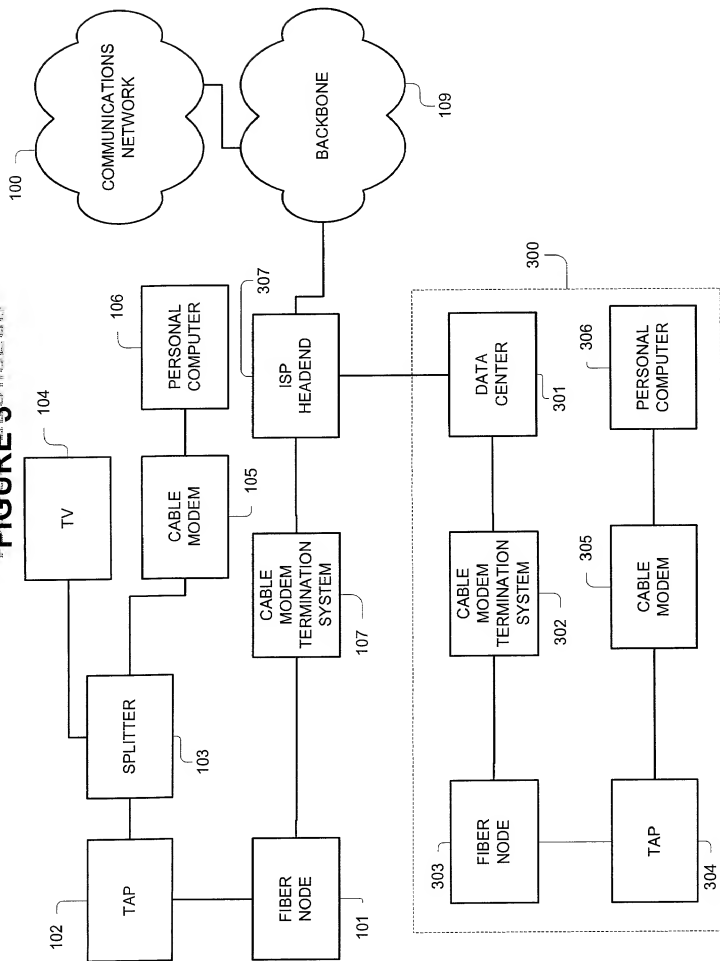 FIGURE
104
TV
100
COMMUNICATIONS
NETWORK
102
TAP
SPLITTER
103
CABLE
MODEM
105
106
PERSONAL
COMPUTER
307
FIBER
NODE
101
CABLE
MODEM
TERMINATION
SYSTEM
107
ISP
HEADEND
BACKBONE
109
300
303
FIBER
NODE
CABLE
MODEM
TERMINATION
SYSTEM
302
DATA
CENTER
301
TAP
304
305
CABLE
MODEM
306
PERSONAL
COMPUTER